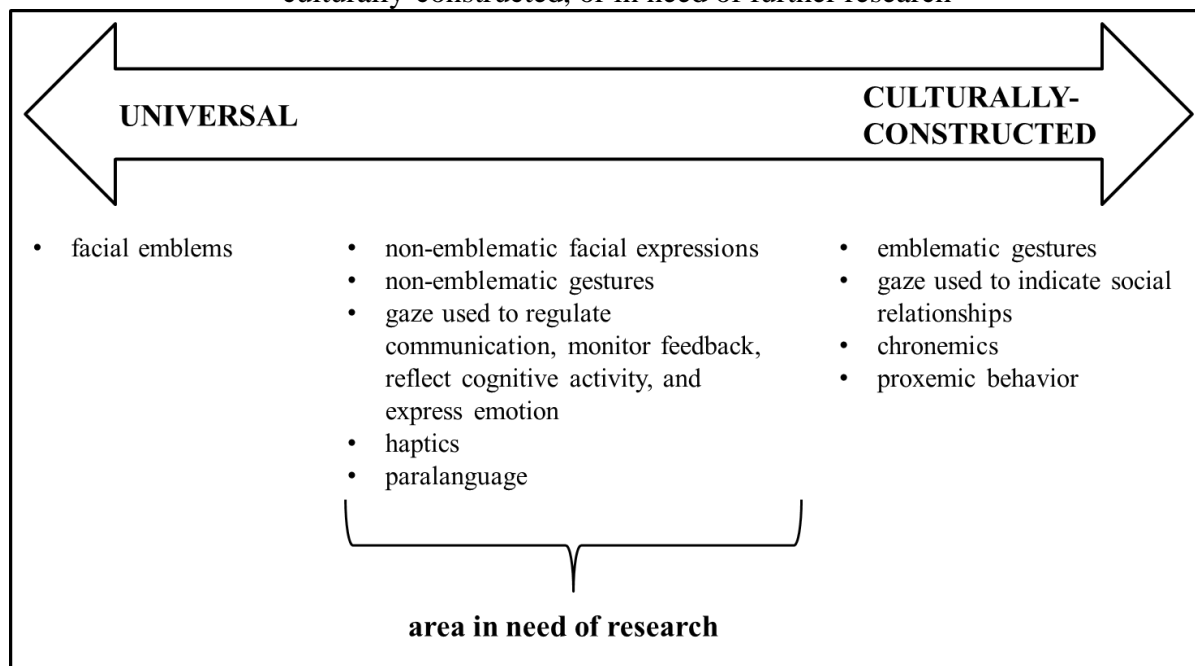 culturally-constructed, or in need of further research
UNIVERSAL
CULTURALLY-
CONSTRUCTED
• facial emblems
• non-emblematic facial expressions
• non-emblematic gestures
• gaze used to regulate
communication, monitor feedback,
reflect cognitive activity, and
express emotion
• haptics
• paralanguage
• emblematic gestures
• gaze used to indicate social
relationships
• chronemics
• proxemic behavior
area in need of research